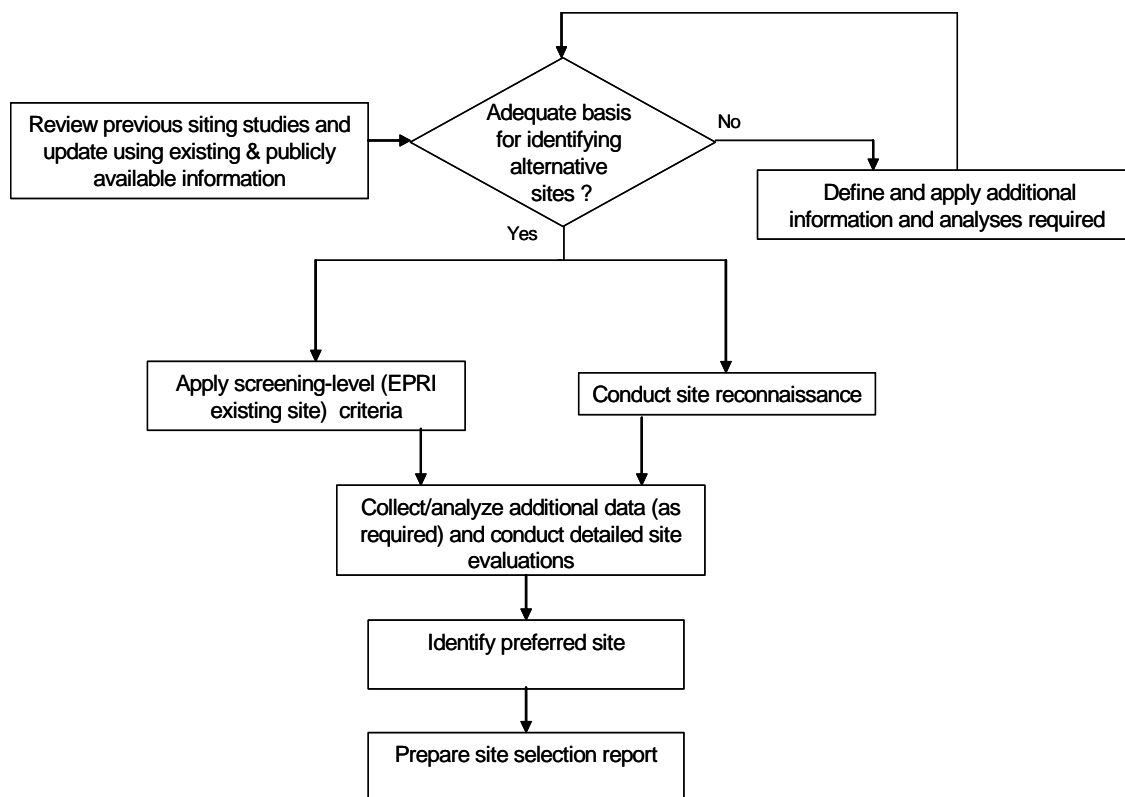 Review previous siting studies and
update using existing & publicly
available information
Adequate basis
for identifying
alternative
sites ?
No
Define and apply additional
information and analyses required
Yes
Apply screening-level (EPRI
existing site) criteria
Conduct site reconnaissance
Collect/analyze additional data (as
required) and conduct detailed site
evaluations
Identify preferred site
Prepare site selection report